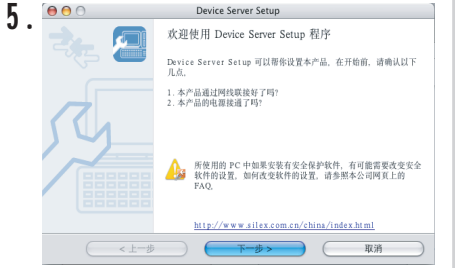 5.
Device Server Setup
欢迎使用 Device Server Setup 程序
Device Server Setup 可以帮你设置本产品，在开始前，请确认以下
几点，
1. 本产品通过网线联接好了吗?
2. 本产品的电源接通了吗?
所使用的 PC 中如果安装有安全保护软件，有可能需要改变安全
软件的设置，如何改变软件的设置，请参照本公司网页上的
FAQ。
http://www.silex.com.cn/china/index.html
< 上一步
下一步 >
取消